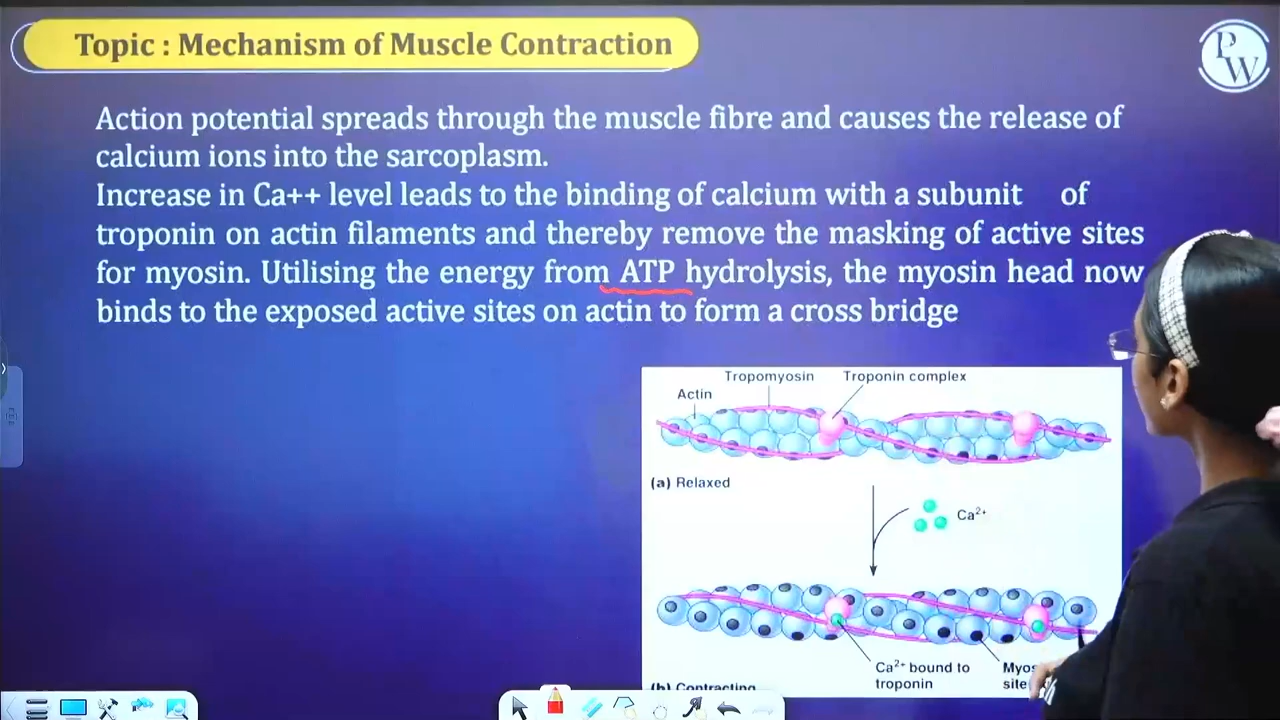 Topic : Mechanism of Muscle Contraction
PW
Action potential spreads through the muscle fibre and causes the release of
calcium ions into the sarcoplasm.
Increase in Ca++ level leads to the binding of calcium with a subunit of
troponin on actin filaments and thereby remove the masking of active sites
for myosin. Utilising the energy from ATP hydrolysis, the myosin head now
binds to the exposed active sites on actin to form a cross bridge
Tropomyosin Troponin complex
Actin
(a) Relaxed
Ca²⁺
Ca²⁺ bound to
troponin
(b) Contracting